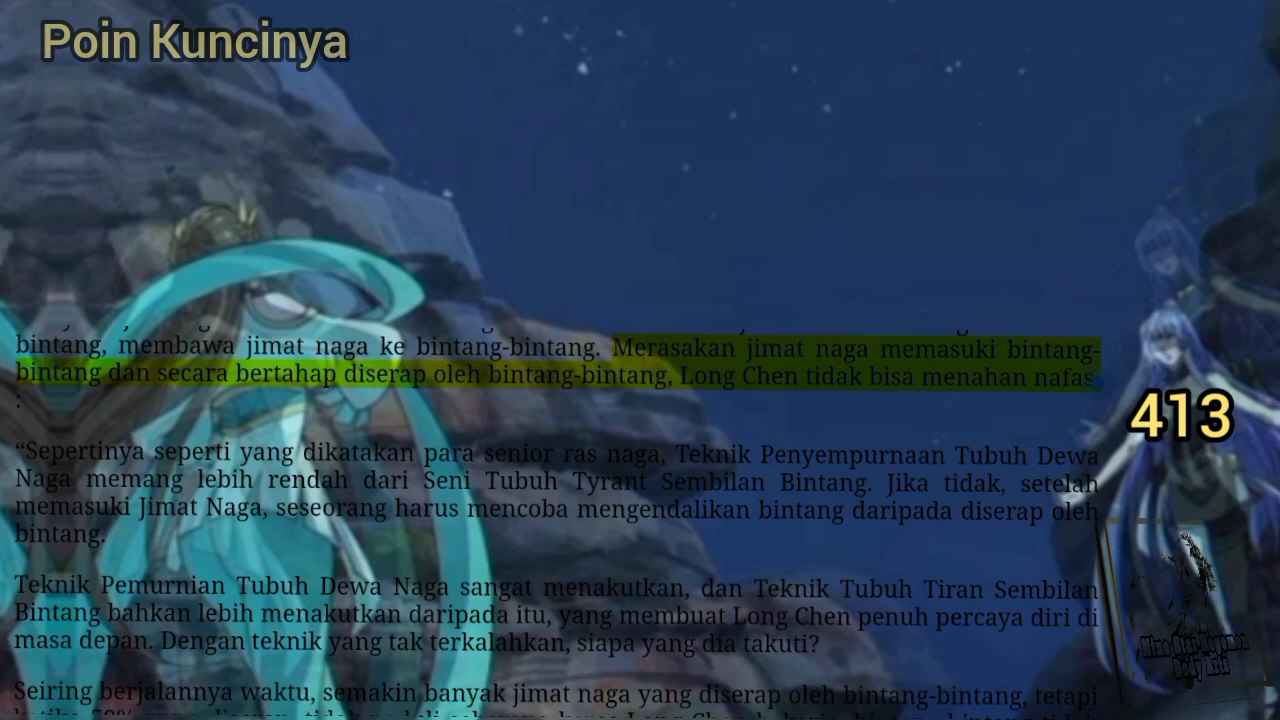 Poin Kuncinya
bintang, membawa jimat naga ke bintang-bintang. Merasakan jimat naga memasuki bintang-
bintang dan secara bertahap diserap oleh bintang-bintang, Long Chen tidak bisa menahan nafas
:
413
“Sepertinya seperti yang dikatakan para senior ras naga, Teknik Penyempurnaan Tubuh Dewa
Naga memang lebih rendah dari Seni Tubuh Tyrant Sembilan Bintang. Jika tidak, setelah
memasuki Jimat Naga, seseorang harus mencoba mengendalikan bintang daripada diserap oleh
bintang.
Teknik Pemurnian Tubuh Dewa Naga sangat menakutkan, dan Teknik Tubuh Tiran Sembilan
Bintang bahkan lebih menakutkan daripada itu, yang membuat Long Chen penuh percaya diri di
masa depan. Dengan teknik yang tak terkalahkan, siapa yang dia takuti?
Seiring berjalannya waktu, semakin banyak jimat naga yang diserap oleh bintang-bintang, tetapi